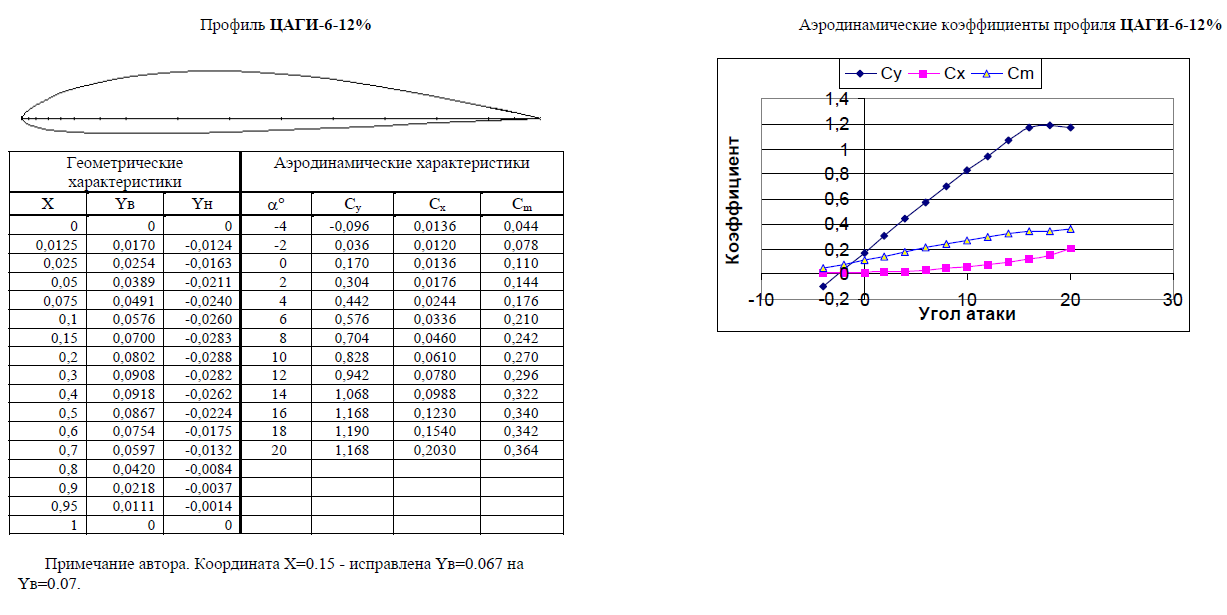 Профиль ЦАГИ-6-12%
Геометрические
характеристики
Аэродинамические характеристики
X Yв Yн α° Cy Cx Cm
0 0 0 -4 -0,096 0,0136 0,044
0,0125 0,0170 -0,0124 -2 0,036 0,0120 0,078
0,025 0,0254 -0,0163 0 0,170 0,0136 0,110
0,05 0,0389 -0,0211 2 0,304 0,0176 0,144
0,075 0,0491 -0,0240 4 0,442 0,0244 0,176
0,1 0,0576 -0,0260 6 0,576 0,0336 0,210
0,15 0,0700 -0,0283 8 0,704 0,0460 0,242
0,2 0,0802 -0,0288 10 0,828 0,0610 0,270
0,3 0,0908 -0,0282 12 0,942 0,0780 0,296
0,4 0,0918 -0,0262 14 1,068 0,0988 0,322
0,5 0,0867 -0,0224 16 1,168 0,1230 0,340
0,6 0,0754 -0,0175 18 1,190 0,1540 0,342
0,7 0,0597 -0,0132 20 1,168 0,2030 0,364
0,8 0,0420 -0,0084
0,9 0,0218 -0,0037
0,95 0,0111 -0,0014
1 0 0
Примечание автора. Координата X=0.15 - исправлена Yв=0.067 на
Yв=0.07.
Аэродинамические коэффициенты профиля ЦАГИ-6-12%
Cy Cx Cm
1,4
1,2
1
0,8
0,6
0,4
0,2
0
-0,2
Коэффициент
-10 0 10 20 30
Угол атаки